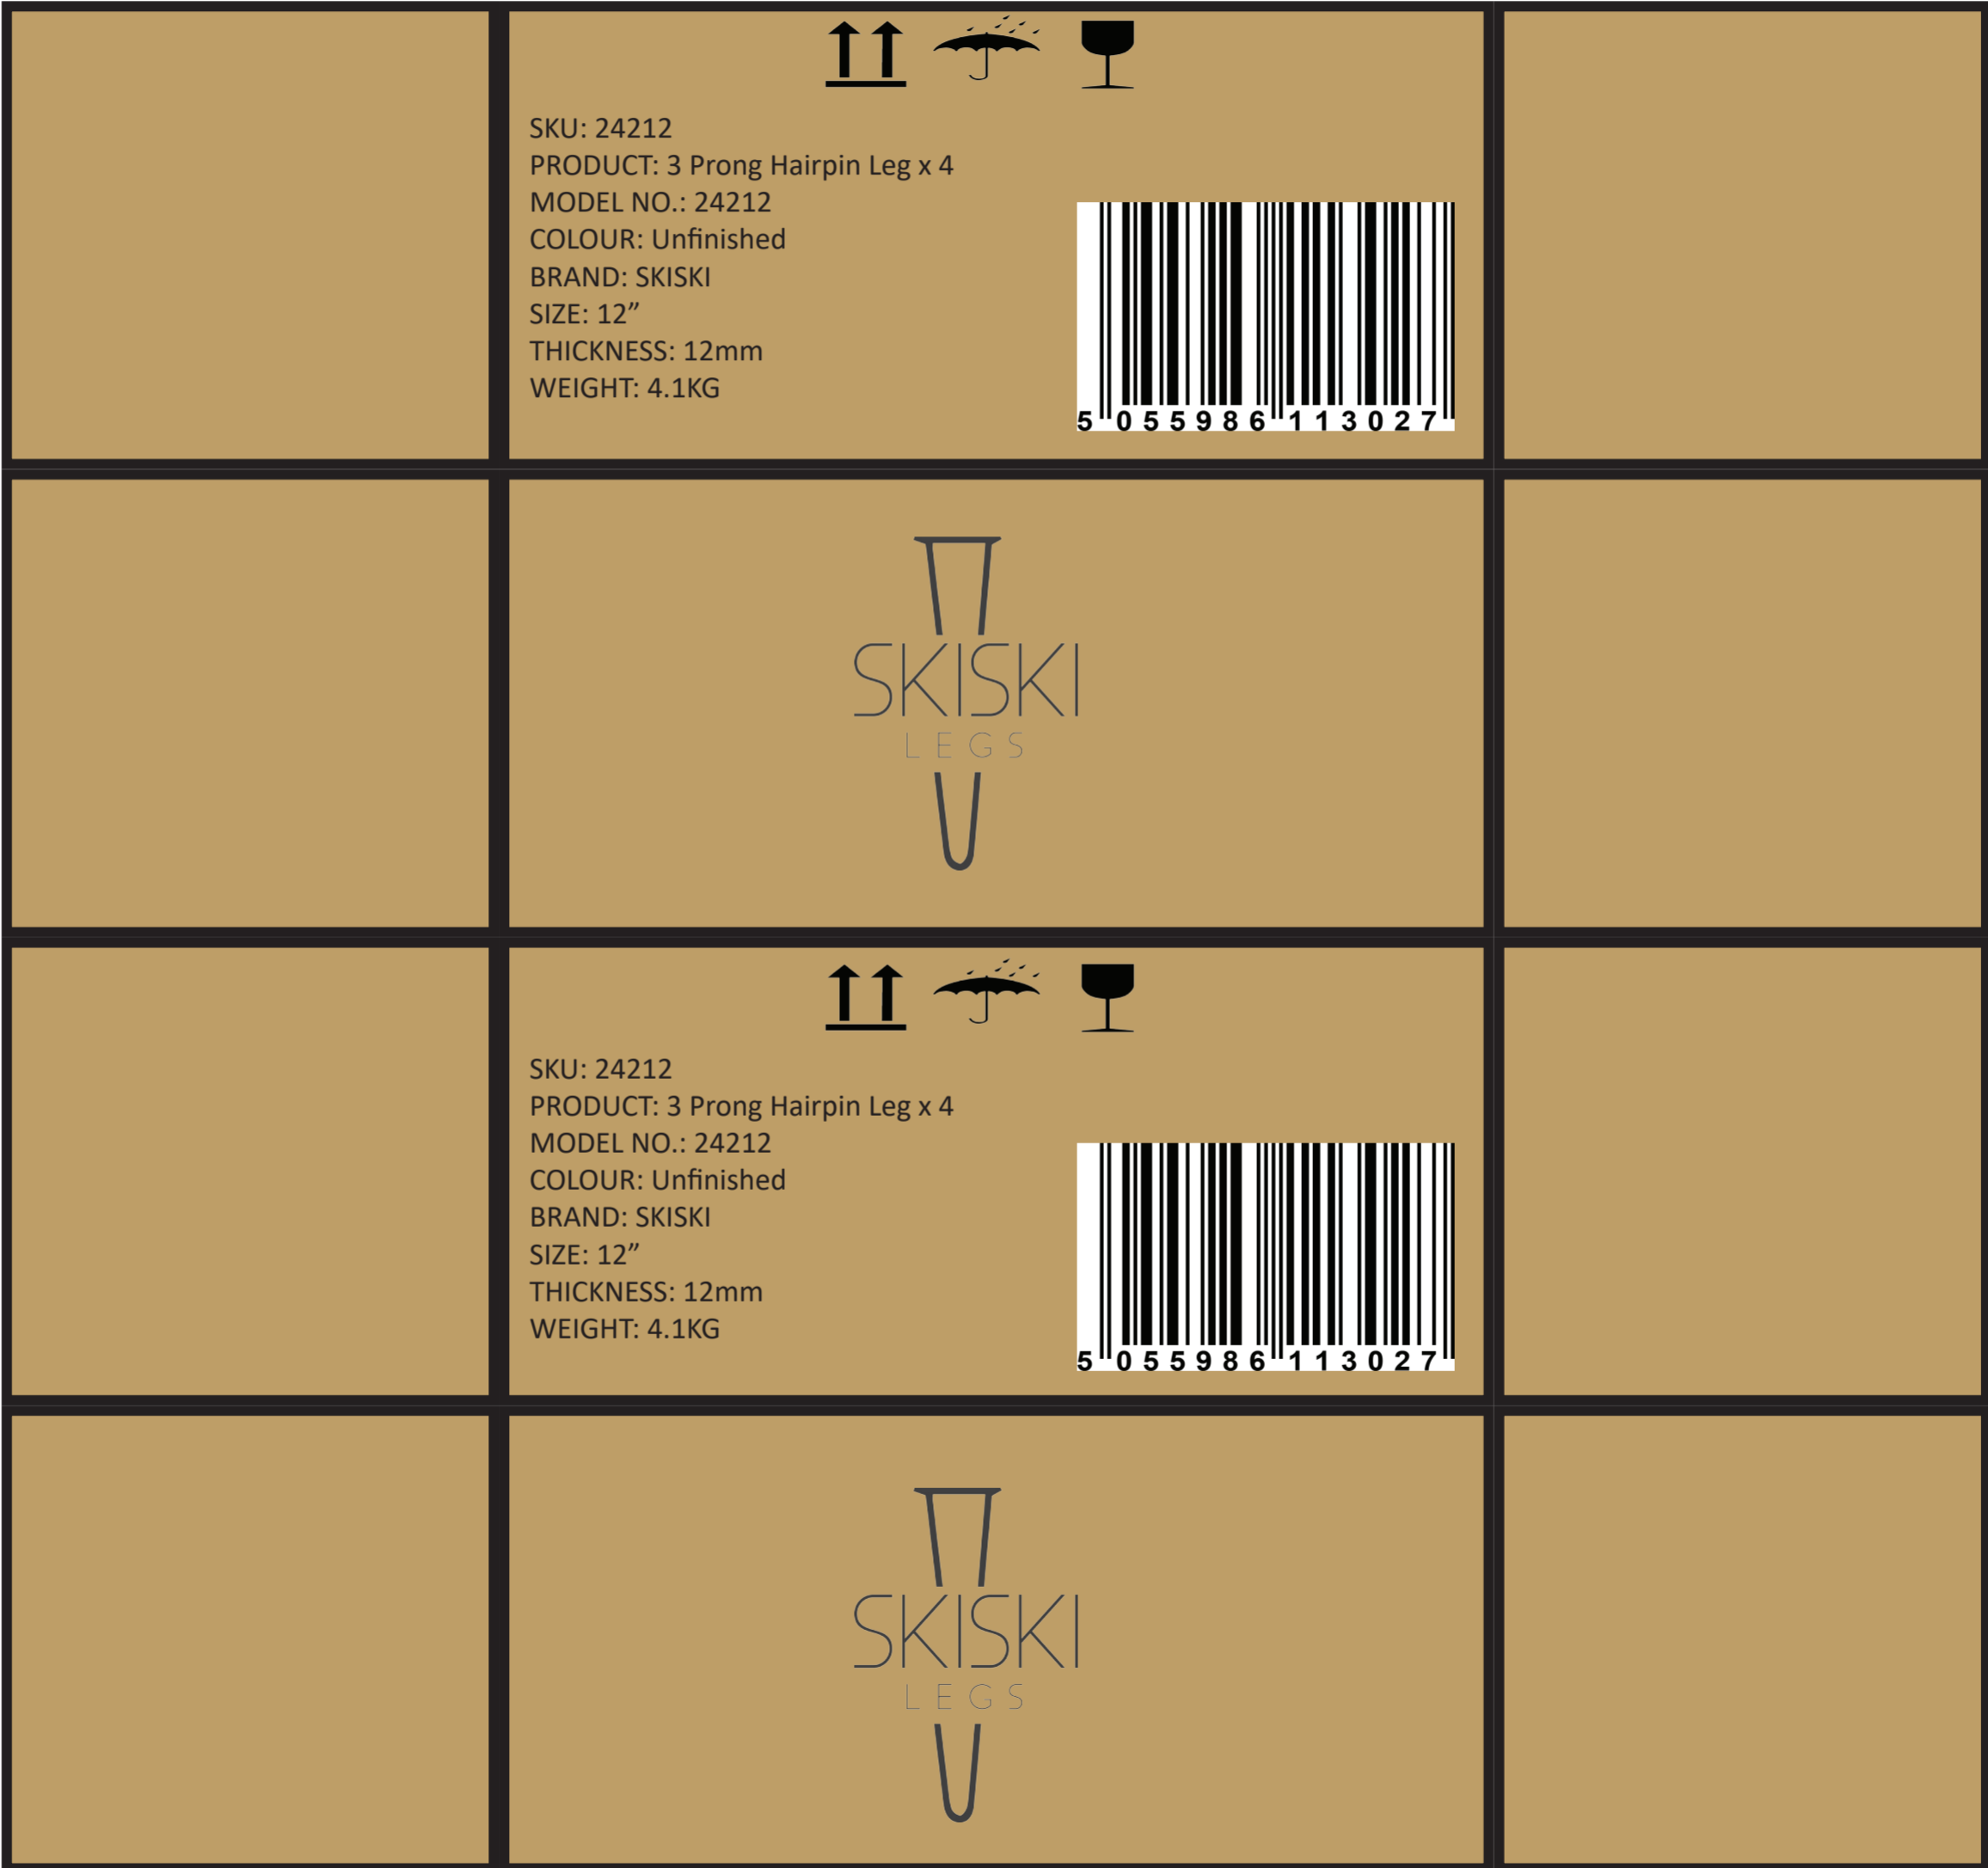 SKU: 24212
PRODUCT: 3 Prong Hairpin Leg x 4
MODEL NO.: 24212
COLOUR: Unfinished
BRAND: SKISKI
SIZE: 12”
THICKNESS: 12mm
WEIGHT: 4.1KG
5 055986 113027
SKISKI
LEGS
SKU: 24212
PRODUCT: 3 Prong Hairpin Leg x 4
MODEL NO.: 24212
COLOUR: Unfinished
BRAND: SKISKI
SIZE: 12”
THICKNESS: 12mm
WEIGHT: 4.1KG
5 055986 113027
SKISKI
LEGS